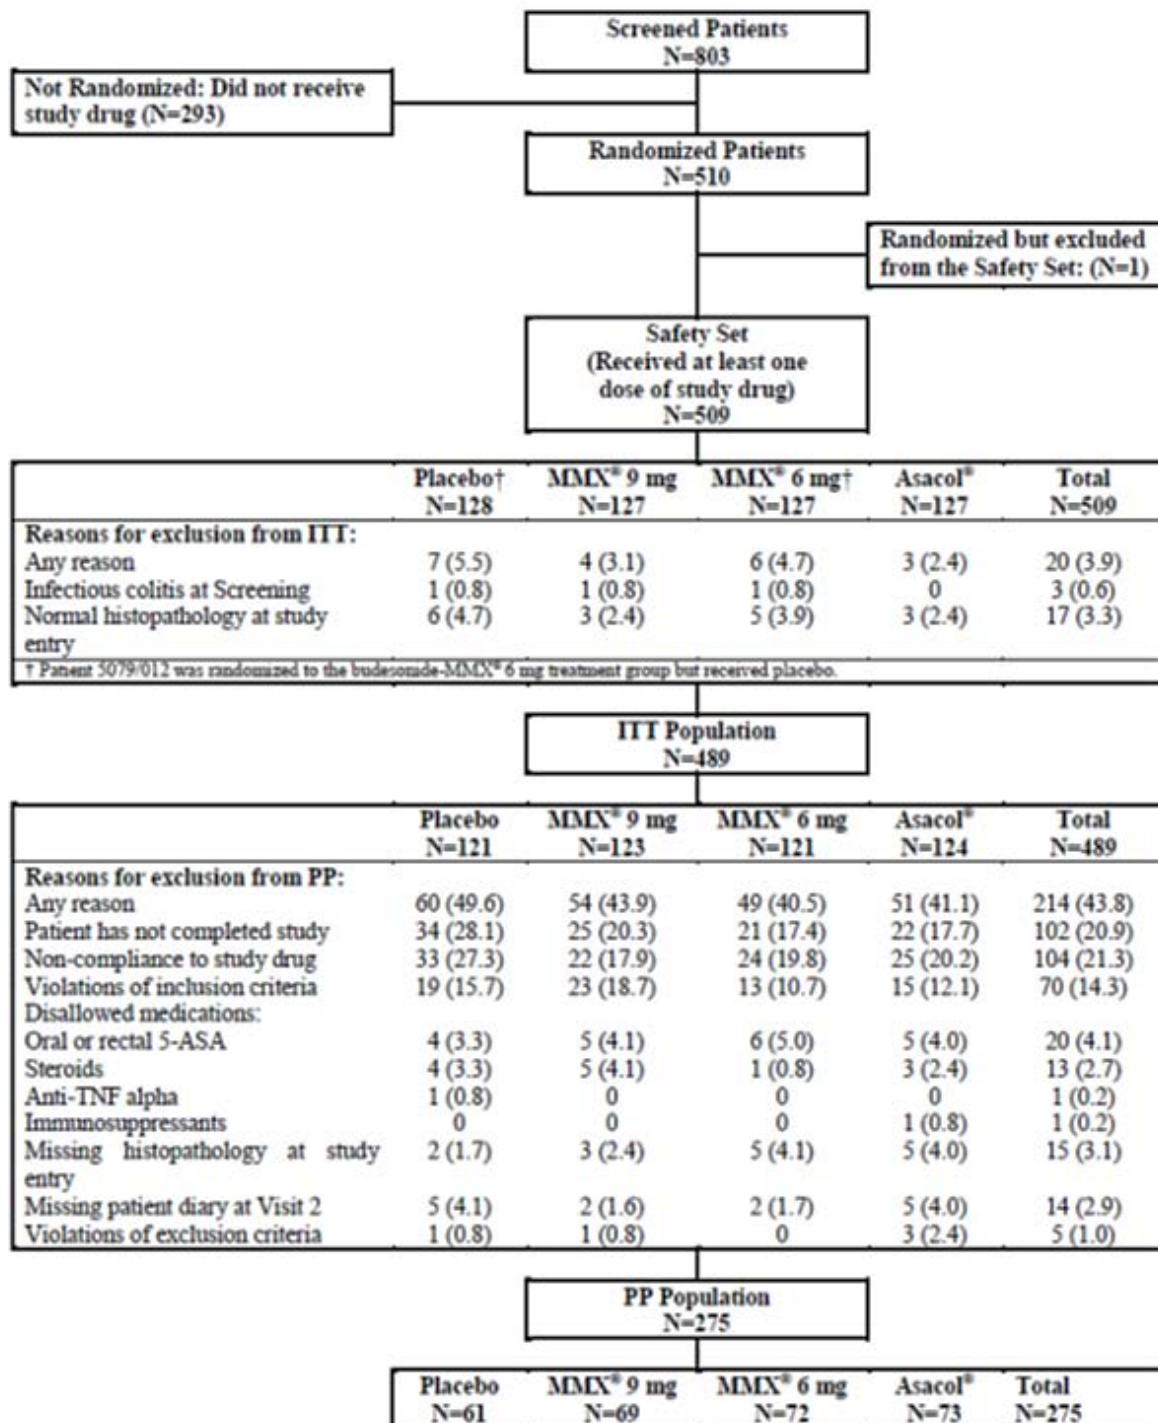 Screened Patients
N=803
Not Randomized: Did not receive
study drug (N=293)
Randomized Patients
N=510
Randomized but excluded
from the Safety Set: (N=1)
Safety Set
(Received at least one
dose of study drug)
N=509
Placebo† MMX® 9 mg MMX® 6 mg† Asacol® Total
N=128 N=127 N=127 N=127 N=509
Reasons for exclusion from ITT:
Any reason 7 (5.5) 4 (3.1) 6 (4.7) 3 (2.4) 20 (3.9)
Infectious colitis at Screening 1 (0.8) 1 (0.8) 1 (0.8) 0 3 (0.6)
Normal histopathology at study 6 (4.7) 3 (2.4) 5 (3.9) 3 (2.4) 17 (3.3)
entry
† Patient 5079/012 was randomized to the budesonide-MMX® 6 mg treatment group but received placebo.
ITT Population
N=489
Placebo MMX® 9 mg MMX® 6 mg Asacol® Total
N=121 N=123 N=121 N=124 N=489
Reasons for exclusion from PP:
Any reason 60 (49.6) 54 (43.9) 49 (40.5) 51 (41.1) 214 (43.8)
Patient has not completed study 34 (28.1) 25 (20.3) 21 (17.4) 22 (17.7) 102 (20.9)
Non-compliance to study drug 33 (27.3) 22 (17.9) 24 (19.8) 25 (20.2) 104 (21.3)
Violations of inclusion criteria 19 (15.7) 23 (18.7) 13 (10.7) 15 (12.1) 70 (14.3)
Disallowed medications:
Oral or rectal 5-ASA 4 (3.3) 5 (4.1) 6 (5.0) 5 (4.0) 20 (4.1)
Steroids 4 (3.3) 5 (4.1) 1 (0.8) 3 (2.4) 13 (2.7)
Anti-TNF alpha 1 (0.8) 0 0 0 1 (0.2)
Immunosuppressants 0 0 0 1 (0.8) 1 (0.2)
Missing histopathology at study 2 (1.7) 3 (2.4) 5 (4.1) 5 (4.0) 15 (3.1)
entry
Missing patient diary at Visit 2 5 (4.1) 2 (1.6) 2 (1.7) 5 (4.0) 14 (2.9)
Violations of exclusion criteria 1 (0.8) 1 (0.8) 0 3 (2.4) 5 (1.0)
PP Population
N=275
Placebo MMX® 9 mg MMX® 6 mg Asacol® Total
N=61 N=69 N=72 N=73 N=275